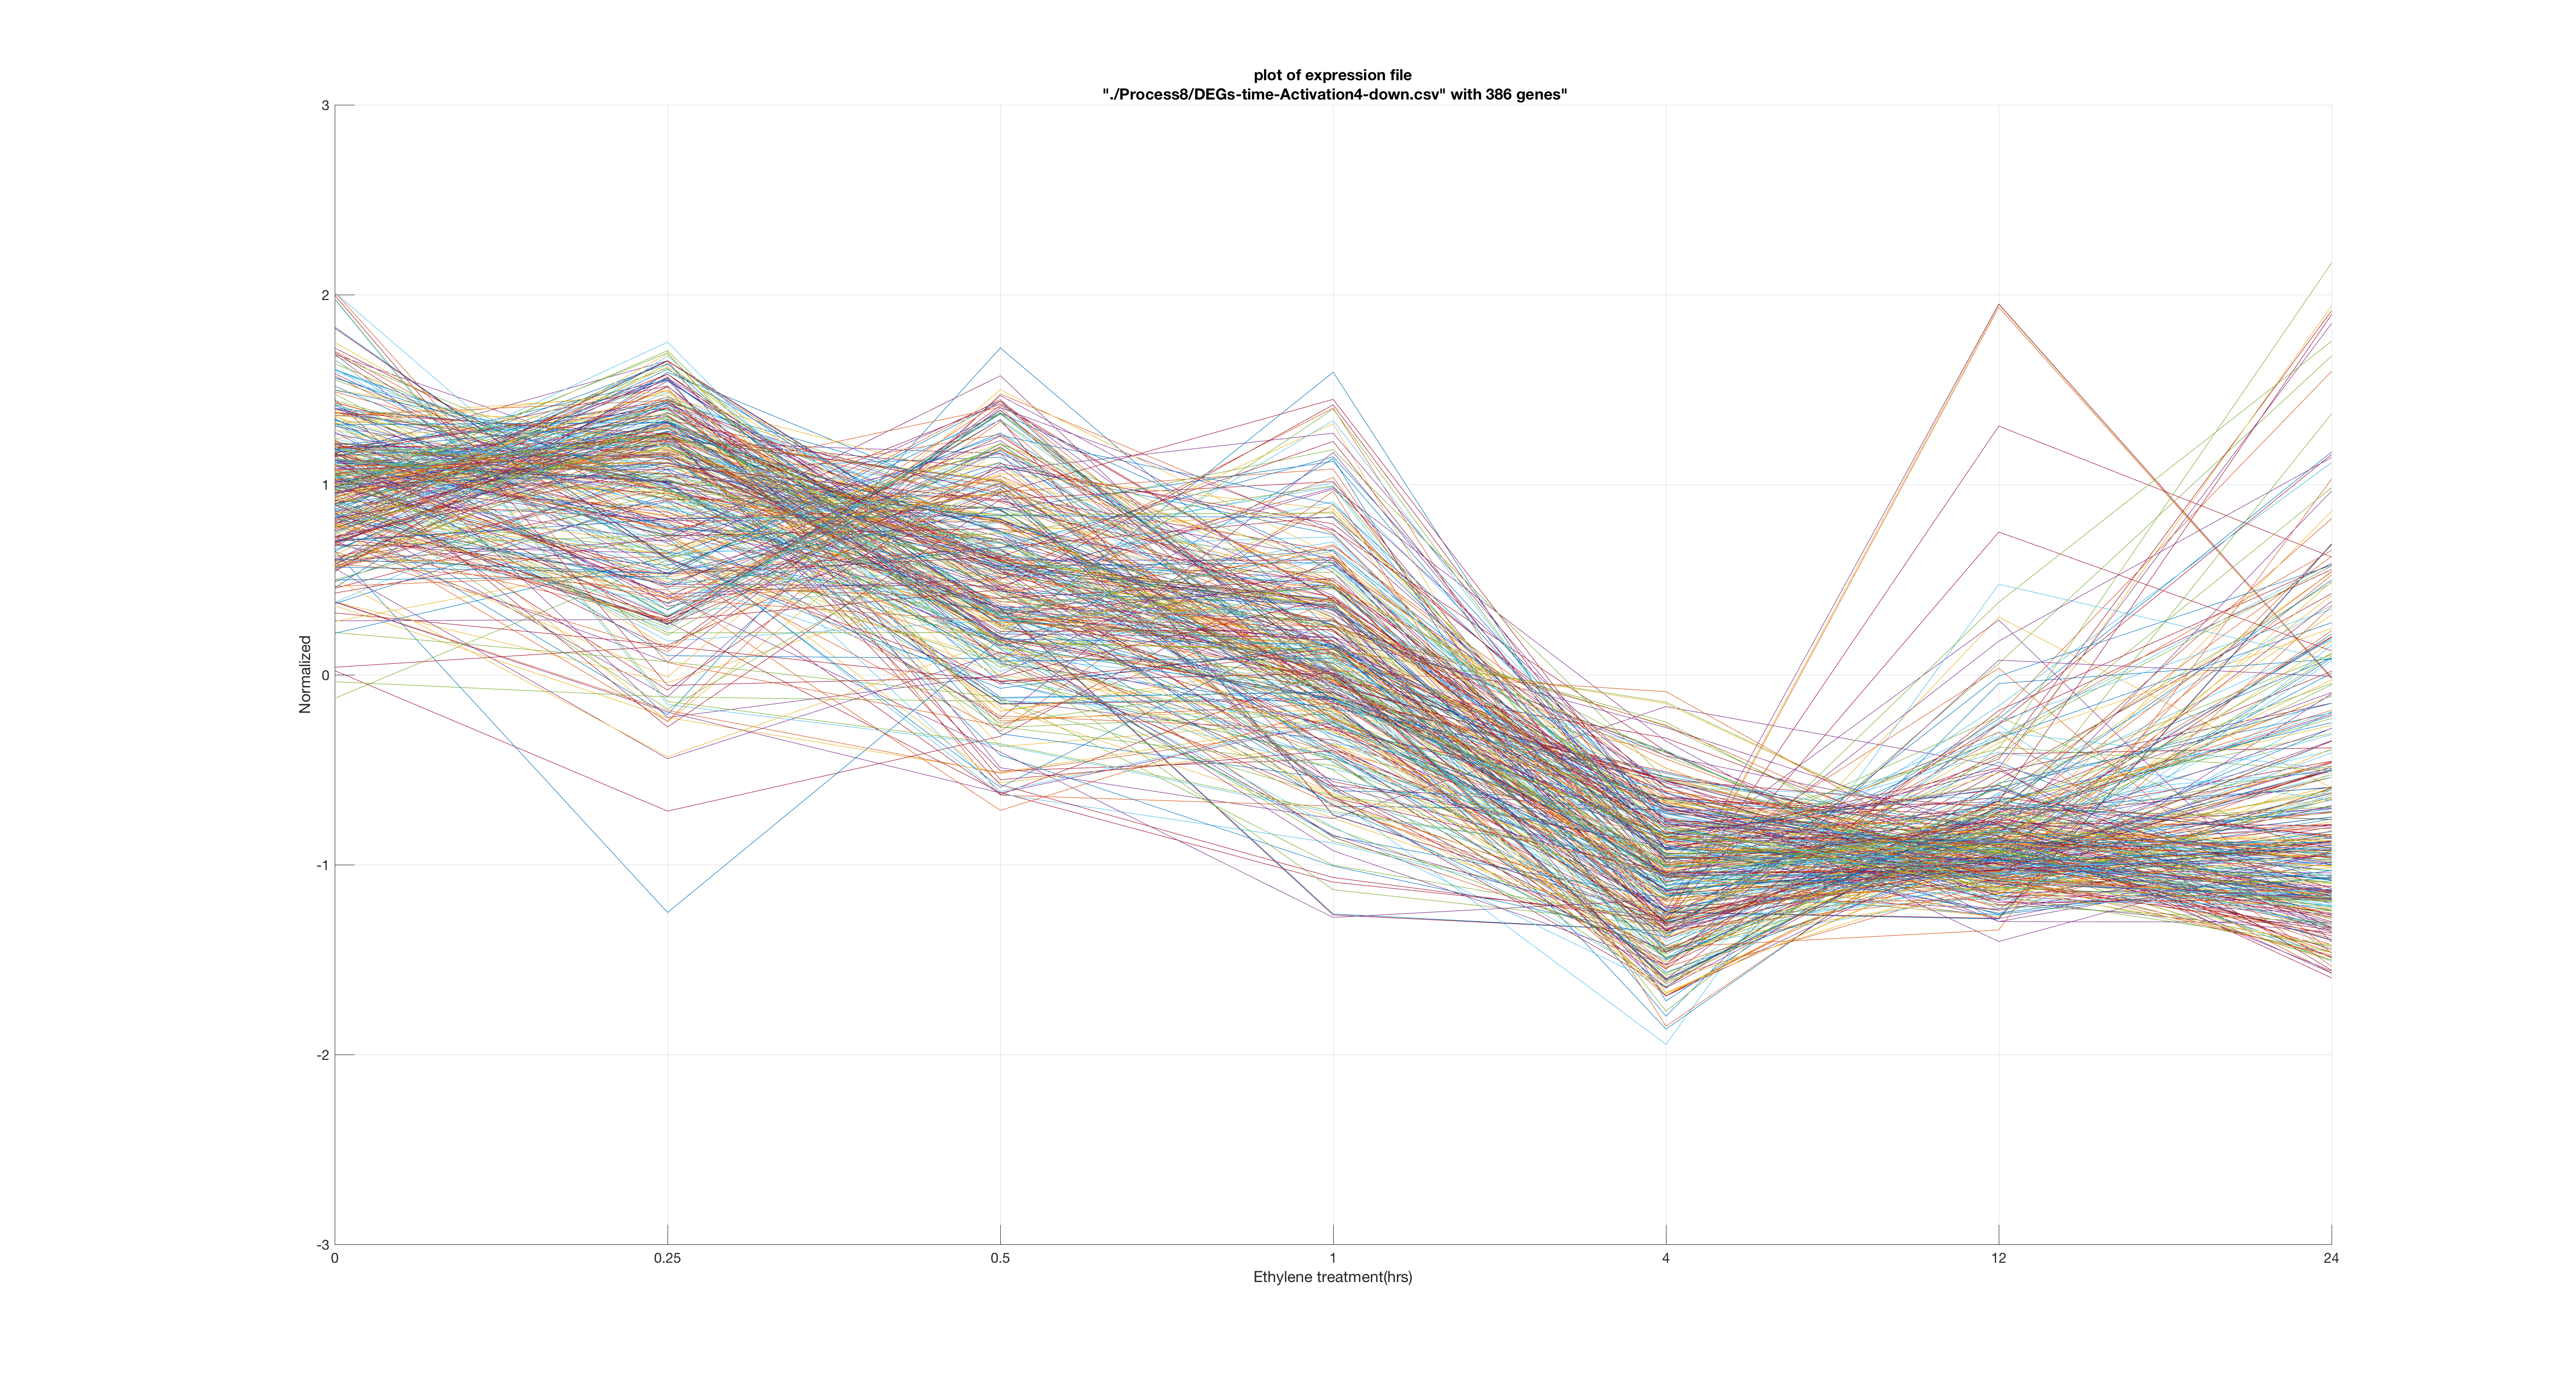 plot of expression file
"./Process8/DEGs-time-Activation4-down.csv" with 386 genes"
3
2
1
0
-1
-2
-3
Normalized
0 0.25 0.5 1 4 12 24
Ethylene treatment(hrs)